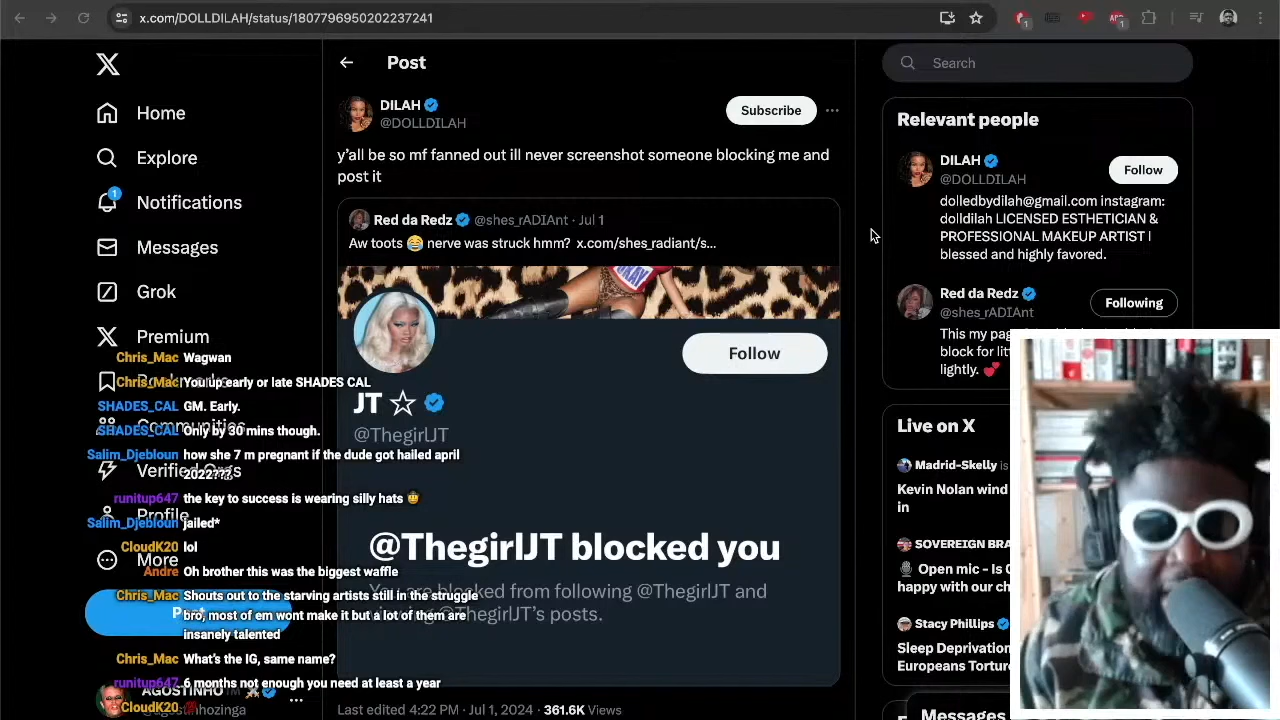 x.com/DOLLDILAH/status/1807796950202237241
Home
Explore
1
Notifications
Messages
Grok
Premium
Verified Orgs
Profile
More
Post
Chris_Mac Wagwan
Chris_Mac You up early or late SHADES CAL
SHADES_CAL GM. Early.
SHADES_CAL Only by 30 mins though.
Salim_Djebloun how she 7 m pregnant if the dude got hailed april
2022???
runitup647 the key to success is wearing silly hats 🤠
Salim_Djebloun jailed*
CloudK20 lol
Andre Oh brother this was the biggest waffle
Chris_Mac Shouts out to the starving artists still in the struggle
bro, most of em wont make it but a lot of them are
insanely talented
Chris_Mac What's the IG, same name?
runitup647 6 months not enough you need at least a year
CloudK20 💯
Post
DILAH
@DOLLDILAH
Subscribe
y'all be so mf fanned out ill never screenshot someone blocking me and
post it
Red da Redz @shes_rADIAnt · Jul 1
Aw toots 😂 nerve was struck hmm? x.com/shes_radiant/s...
Follow
JT ☆
@ThegirlJT
@ThegirlJT blocked you
You are blocked from following @ThegirlJT and
viewing @ThegirlJT's posts.
Last edited 4:22 PM · Jul 1, 2024 · 361.6K Views
Search
Relevant people
DILAH
@DOLLDILAH
Follow
dolledbydilah@gmail.com instagram:
dolldilah LICENSED ESTHETICIAN &
PROFESSIONAL MAKEUP ARTIST |
blessed and highly favored.
Red da Redz
@shes_rADIAnt
Following
This my pag
block for lit
lightly. 💕
Live on X
Madrid-Skelly is
Kevin Nolan wind
in
SOVEREIGN BRA
Open mic - Is
happy with our ch
Stacy Phillips
Sleep Deprivation
Europeans Torture
Messages